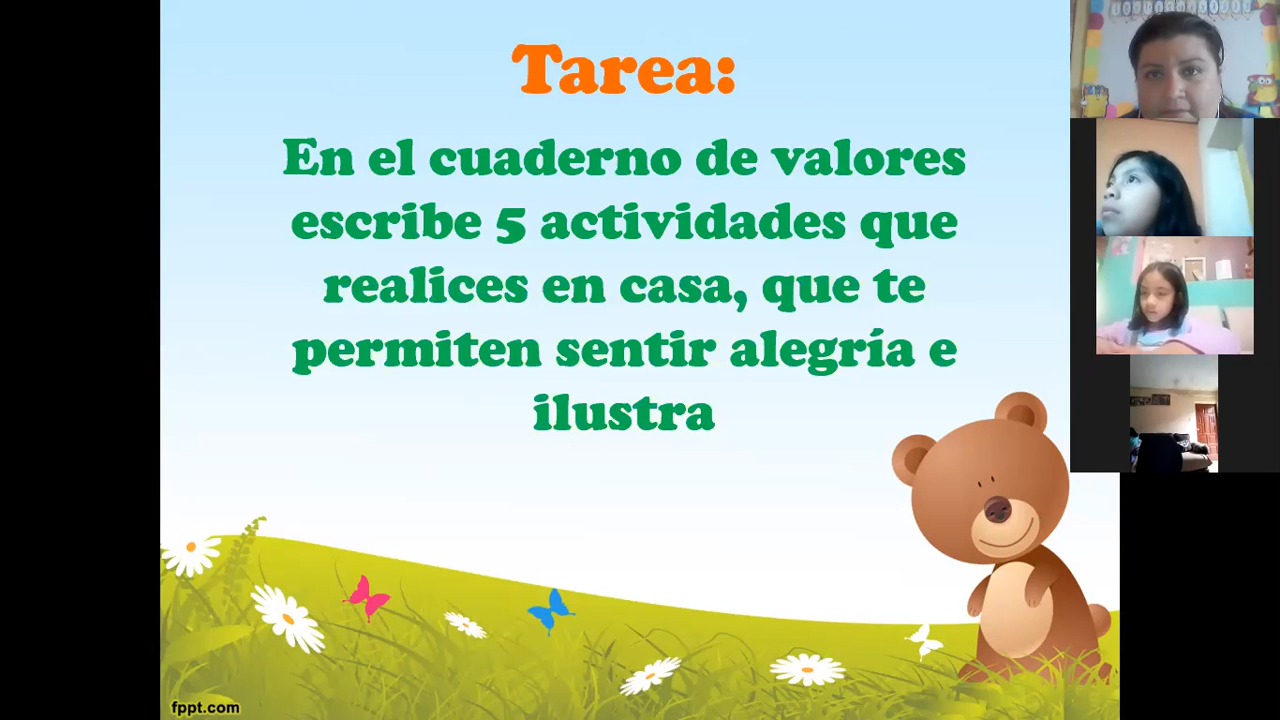 Tarea:
En el cuaderno de valores
escribe 5 actividades que
realices en casa, que te
permiten sentir alegría e
ilustra
fppt.com